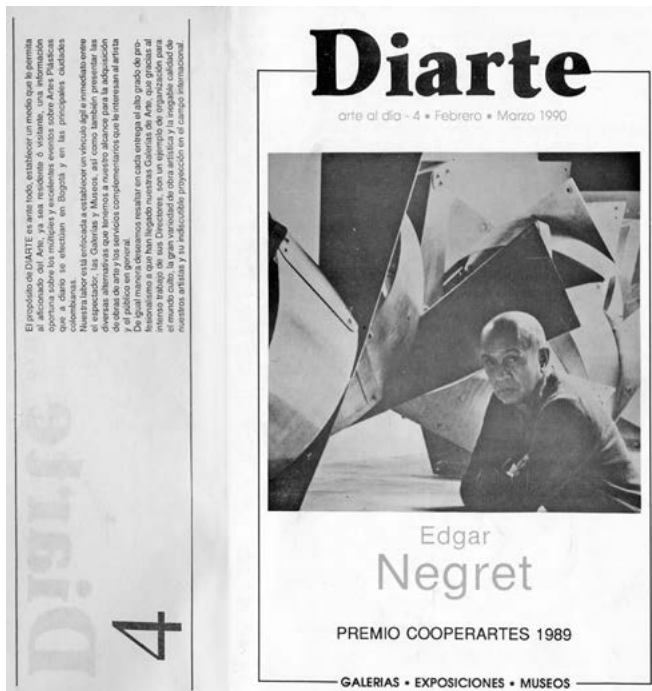 El propósito de DIARTE es ante todo, establecer un medio que le permita
al aficionado del Arte, ya sea residente ó visitante, una información
oportuna sobre los múltiples y excelentes eventos sobre Artes Plásticas
que a diario se efectúan en Bogotá y en las principales ciudades
colombianas.
Nuestra labor está enfocada a establecer un vínculo ágil e inmediato entre
el espectador, las Galerías y Museos, así como también presentar las
diversas alternativas que tenemos a nuestro alcance para la adquisición
de obras de arte y los servicios complementarios que le interesan al artista
y el público en general.
De igual manera deseamos resaltar en cada entrega el alto grado de pro-
fesionalismo a que han llegado nuestras Galerías de Arte, que gracias al
intenso trabajo de sus Directores, son un ejemplo de organización para
el mundo culto, la gran variedad de obra artística y la inegable calidad de
nuestros artistas y su indiscutible proyección en el campo internacional.
Diarte
4
Diarte
arte al día - 4 • Febrero • Marzo 1990
Edgar
Negret
PREMIO COOPERARTES 1989
GALERIAS • EXPOSICIONES • MUSEOS